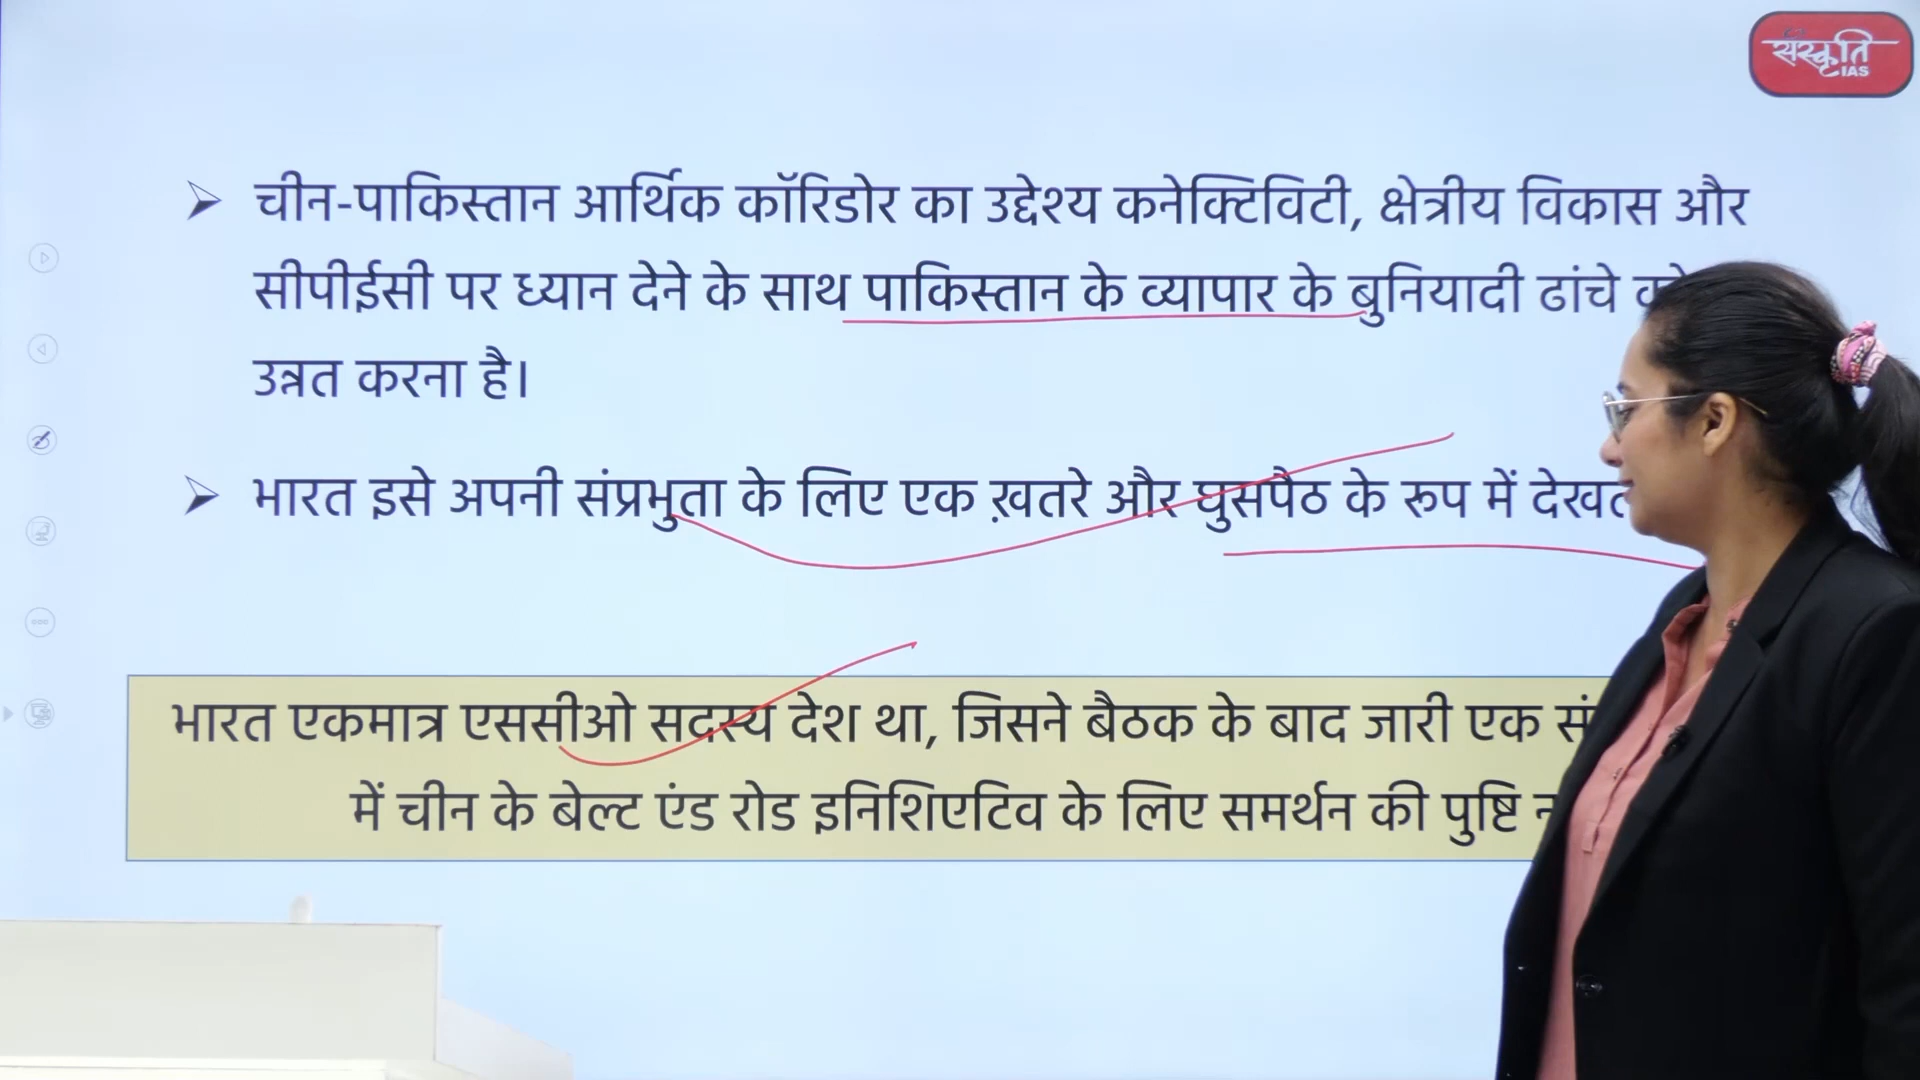 संस्कृति
IAS
चीन-पाकिस्तान आर्थिक कॉरिडोर का उद्देश्य कनेक्टिविटी, क्षेत्रीय विकास और
सीपीईसी पर ध्यान देने के साथ पाकिस्तान के व्यापार के बुनियादी ढांचे
उन्नत करना है।
भारत इसे अपनी संप्रभुता के लिए एक ख़तरे और घुसपैठ के रूप में
भारत एकमात्र एससीओ सदस्य देश था, जिसने बैठक के बाद जारी एक
में चीन के बेल्ट एंड रोड इनिशिएटिव के लिए समर्थन की पुष्टि